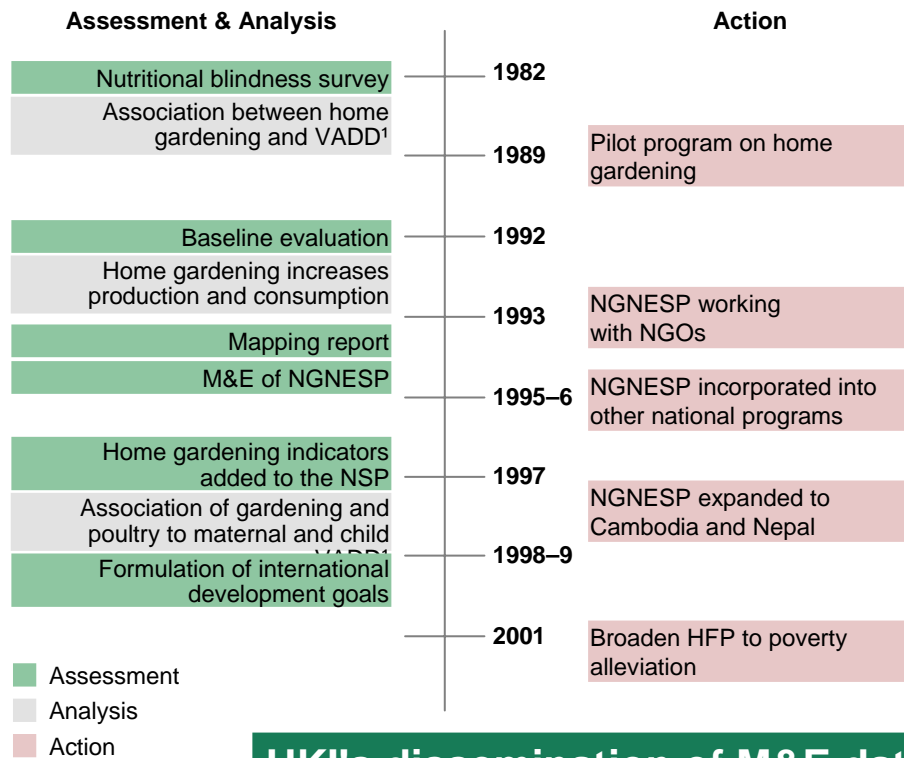 Assessment & Analysis
Action
Nutritional blindness survey
1982
Association between home
gardening and VADD¹
1989
Pilot program on home
gardening
Baseline evaluation
1992
Home gardening increases
production and consumption
1993
NGNESP working
with NGOs
Mapping report
M&E of NGNESP
1995–6
NGNESP incorporated into
other national programs
Home gardening indicators
added to the NSP
1997
Association of gardening and
poultry to maternal and child
VADD¹
NGNESP expanded to
Cambodia and Nepal
1998–9
Formulation of international
development goals
2001
Broaden HFP to poverty
alleviation
Assessment
Analysis
Action
dissemination of M&E